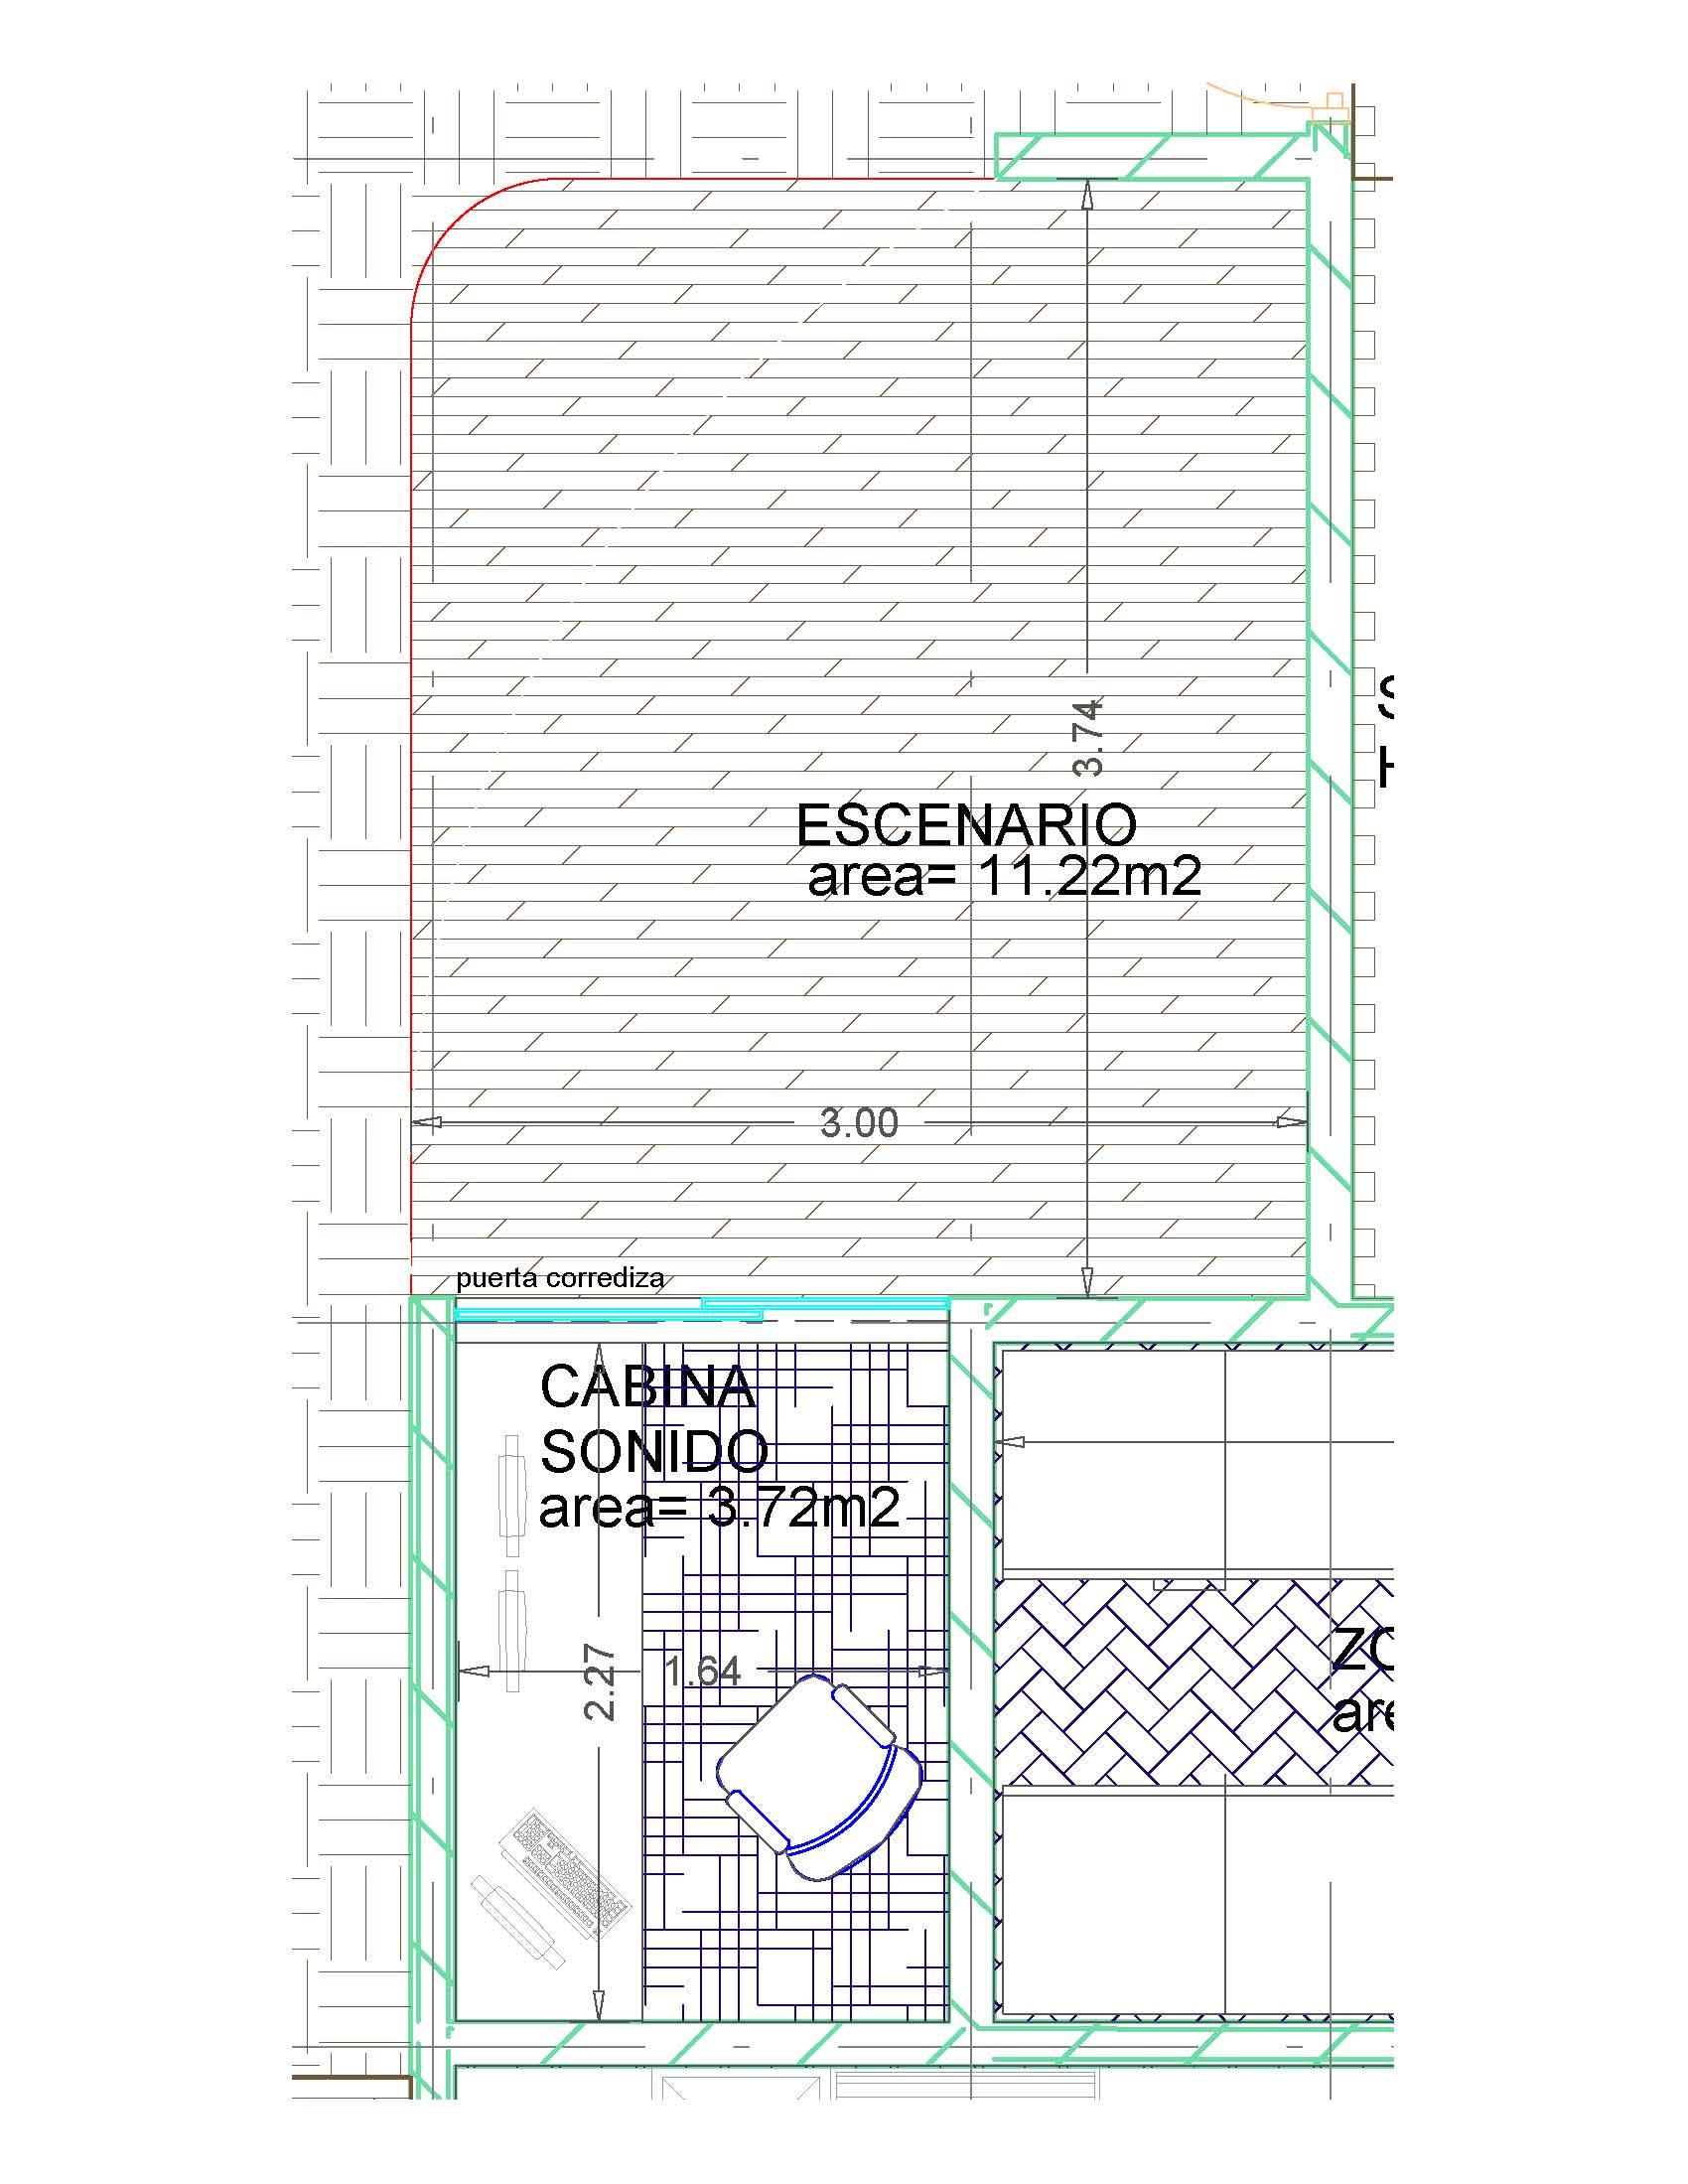 3.74
ESCENARIO
area= 11.22m2
3.00
puerta corrediza
CABINA
SONIDO
area= 3.72m2
2.27
1.64